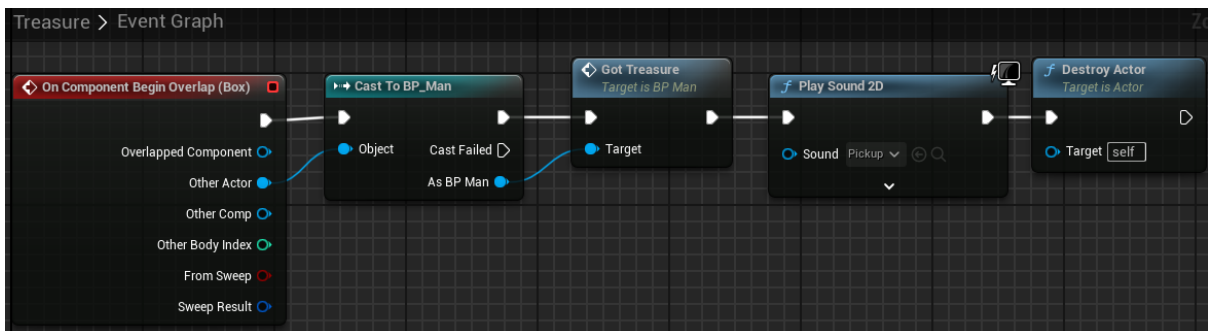 Treasure > Event Graph
On Component Begin Overlap (Box)
Overlapped Component
Other Actor
Other Comp
Other Body Index
From Sweep
Sweep Result
Cast To BP_Man
Object
Cast Failed
As BP Man
Got Treasure
Target is BP Man
Target
Play Sound 2D
Sound Pickup
Destroy Actor
Target is Actor
Target self